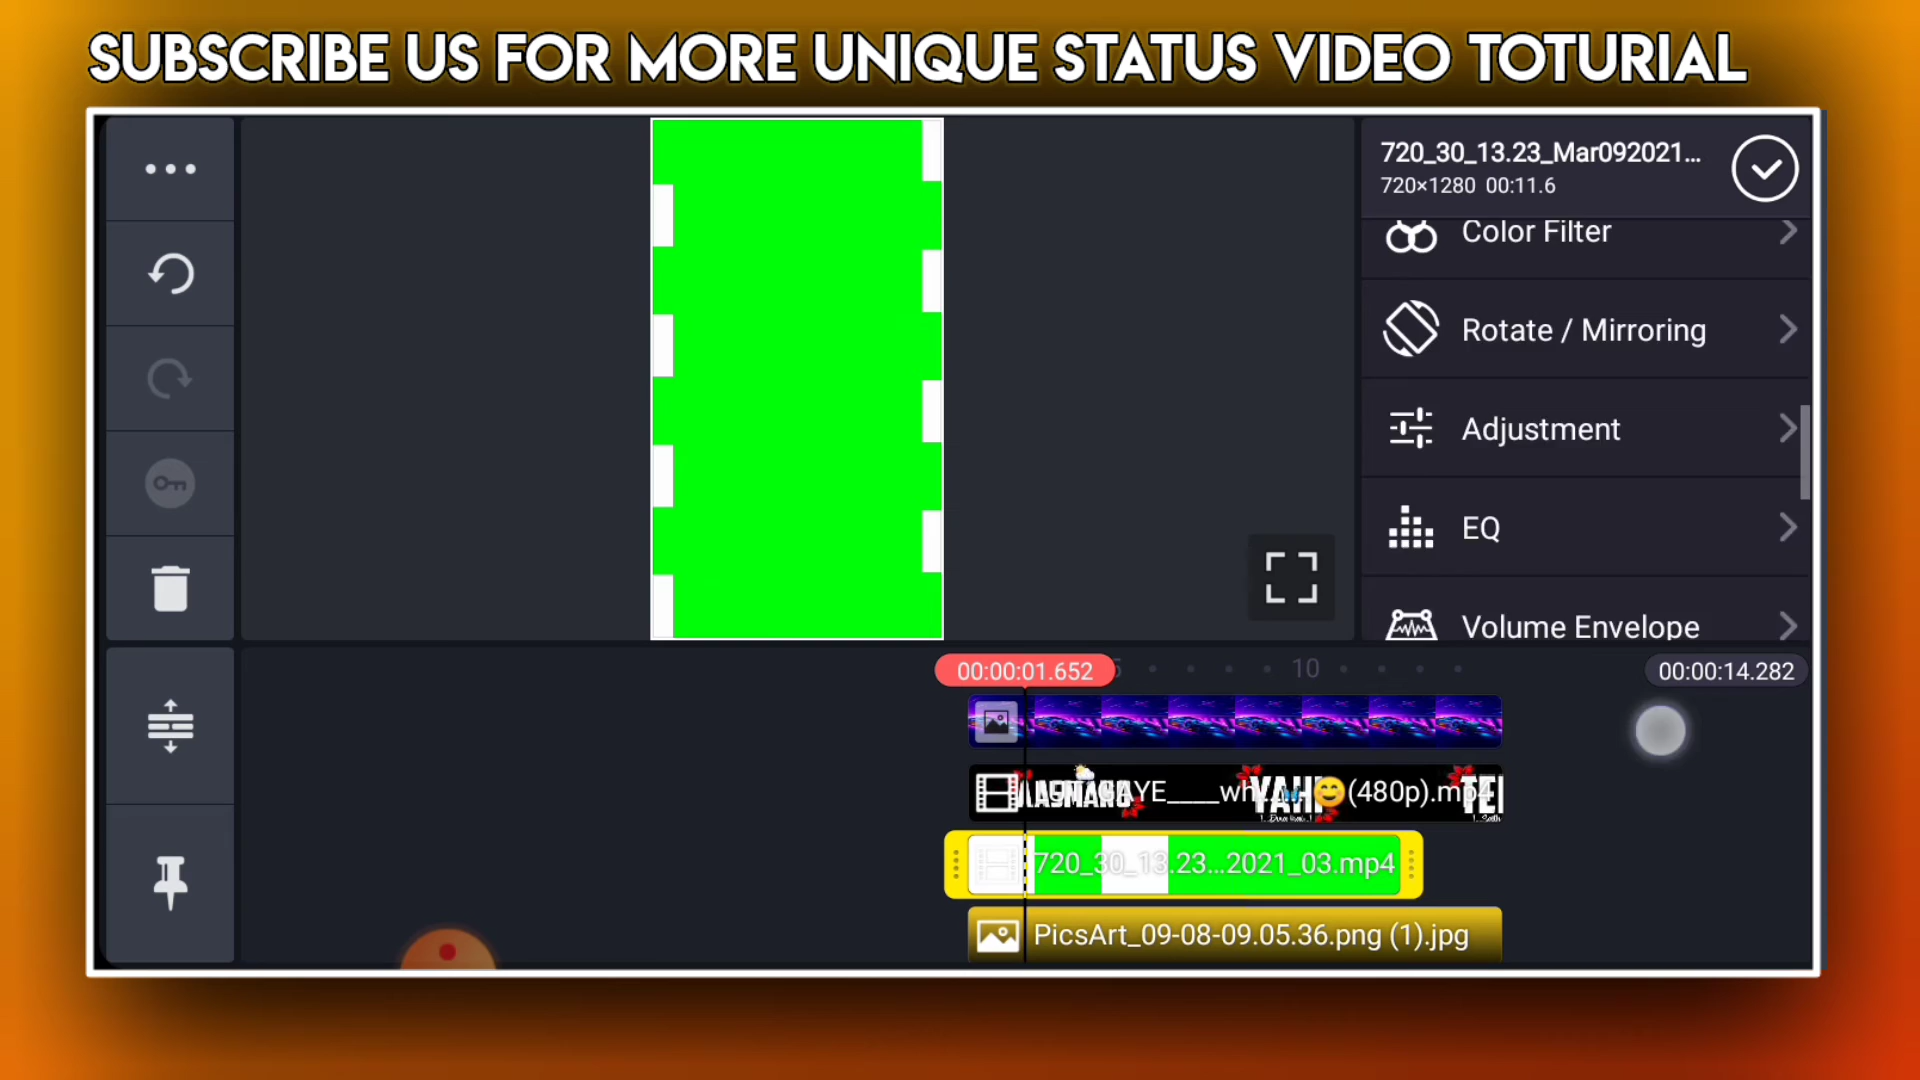 SUBSCRIBE US FOR MORE UNIQUE STATUS VIDEO TOTURIAL
720_30_13.23_Mar092021...
720×1280 00:11.6
Color Filter
Rotate / Mirroring
Adjustment
EQ
Volume Envelope
00:00:01.652
10
00:00:14.282
YAHI
TE
720_30_13.23...2021_03.mp4
PicsArt_09-08-09.05.36.png (1).jpg